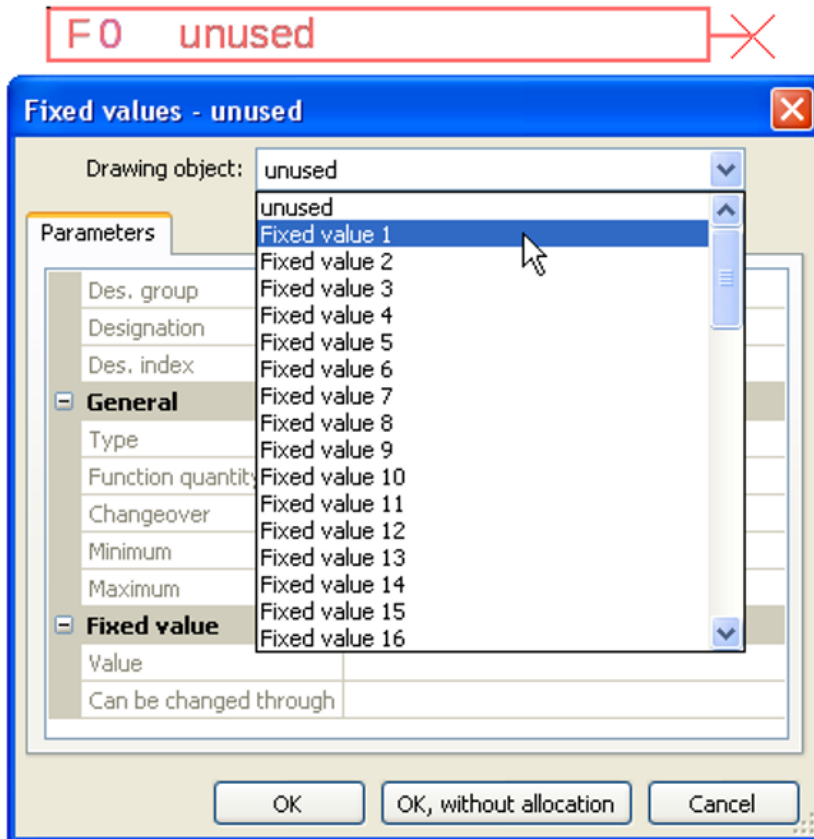 F0 unused
Fixed values - unused
Drawing object: unused
unused
Parameters
Fixed value 1
Fixed value 2
Des. group
Fixed value 3
Designation
Fixed value 4
Fixed value 5
Des. index
Fixed value 6
General
Fixed value 7
Type
Fixed value 8
Fixed value 9
Function quantity
Fixed value 10
Changeover
Fixed value 11
Fixed value 12
Minimum
Fixed value 13
Maximum
Fixed value 14
Fixed value
Fixed value 15
Fixed value 16
Value
Can be changed through
OK
OK, without allocation
Cancel